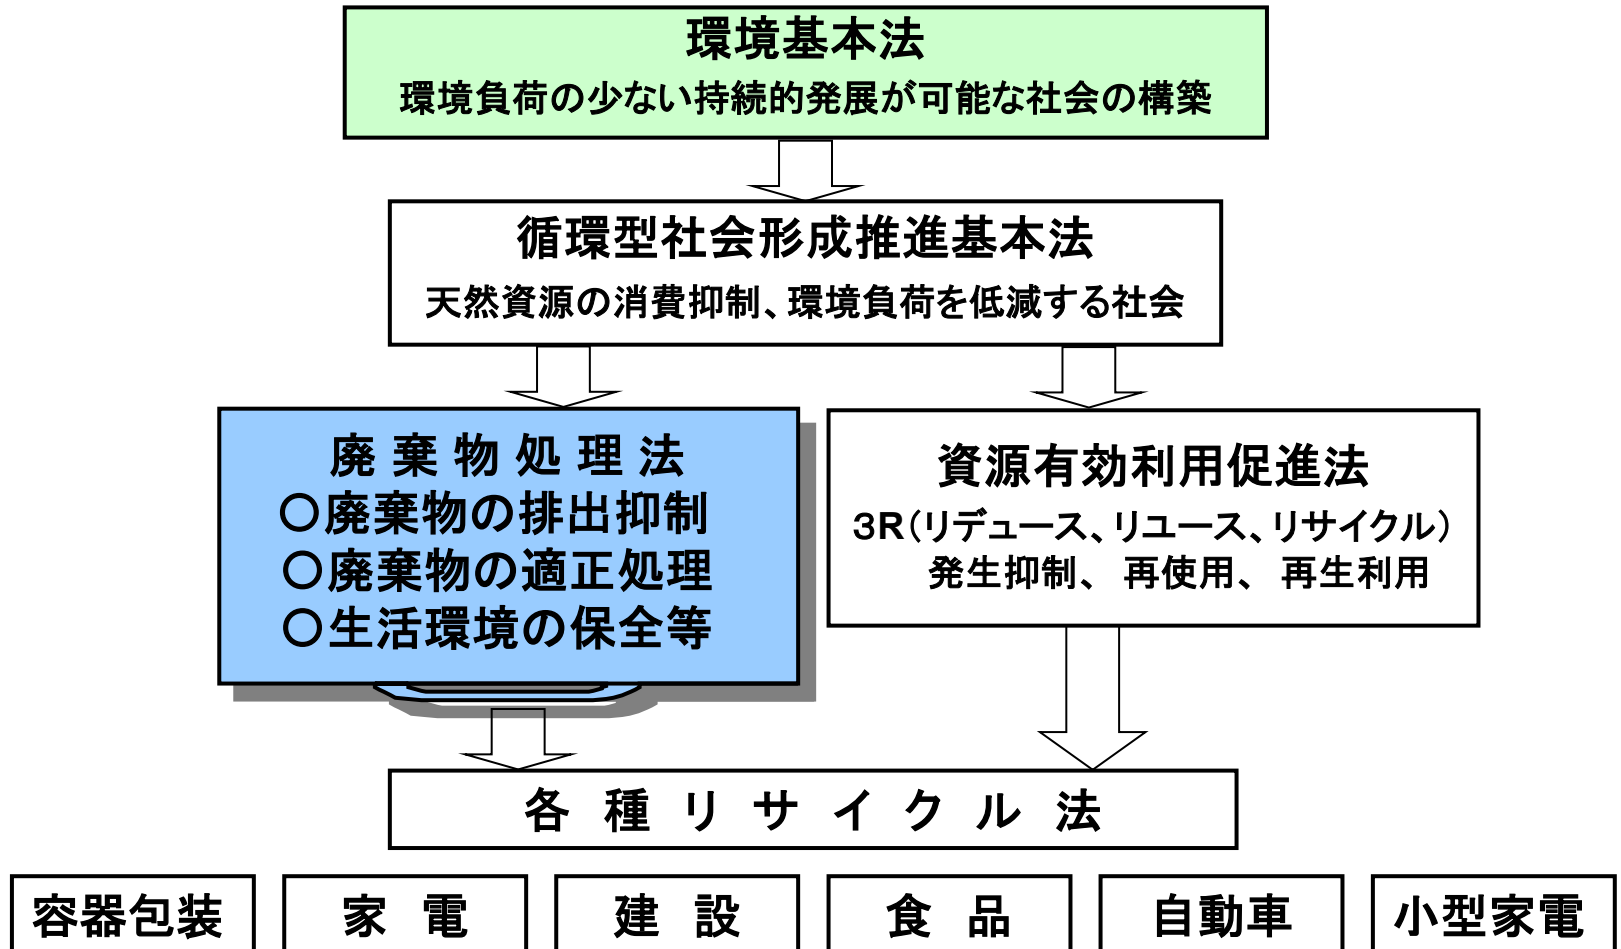 環境基本法
環境負荷の少ない持続的発展が可能な社会の構築
循環型社会形成推進基本法
天然資源の消費抑制、環境負荷を低減する社会
廃棄物処理法
○廃棄物の排出抑制
○廃棄物の適正処理
○生活環境の保全等
資源有効利用促進法
3R(リデュース、リユース、リサイクル)
発生抑制、再使用、再生利用
各種リサイクル法
容器包装
家電
建設
食品
自動車
小型家電